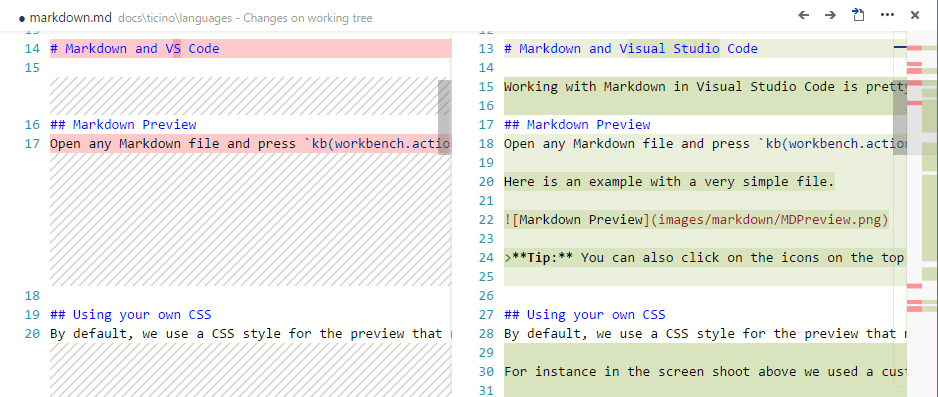 ● markdown.md docs\ticino\languages - Changes on working tree
14 # Markdown and VS Code
15
16 ## Markdown Preview
17 Open any Markdown file and press `kb(workbench.actio
18
19 ## Using your own CSS
20 By default, we use a CSS style for the preview that
12
13 # Markdown and Visual Studio Code
14
15 Working with Markdown in Visual Studio Code is pretty
16
17 ## Markdown Preview
18 Open any Markdown file and press `kb(workbench.action
19
20 Here is an example with a very simple file.
21
22 ![Markdown Preview](images/markdown/MDPreview.png)
23
24 >**Tip:** You can also click on the icons on the top
25
26
27 ## Using your own CSS
28 By default, we use a CSS style for the preview that
29
30 For instance in the screen shoot above we used a cus
31